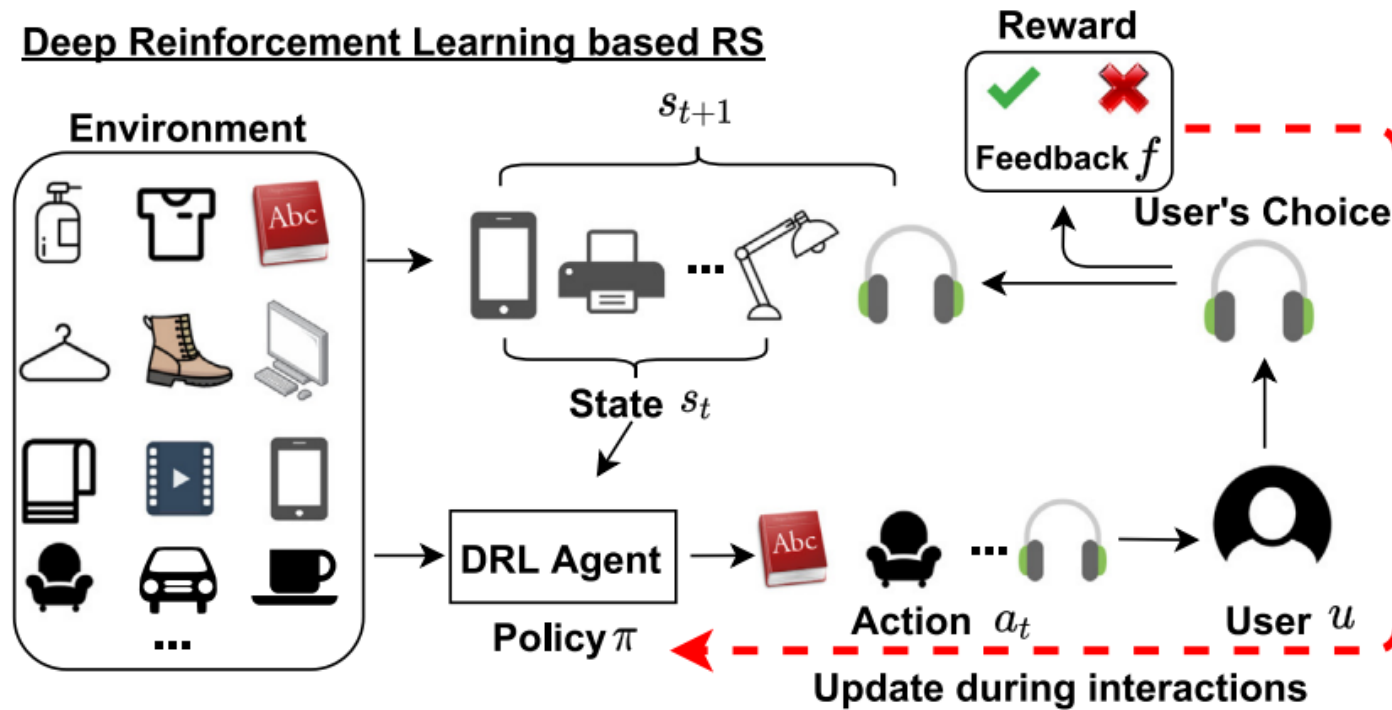 Deep Reinforcement Learning based RS
Reward
Feedback f
Environment
s_{t+1}
User's Choice
Abc
...
State s_t
DRL Agent
Policy π
Abc
...
Action a_t
User u
...
Update during interactions